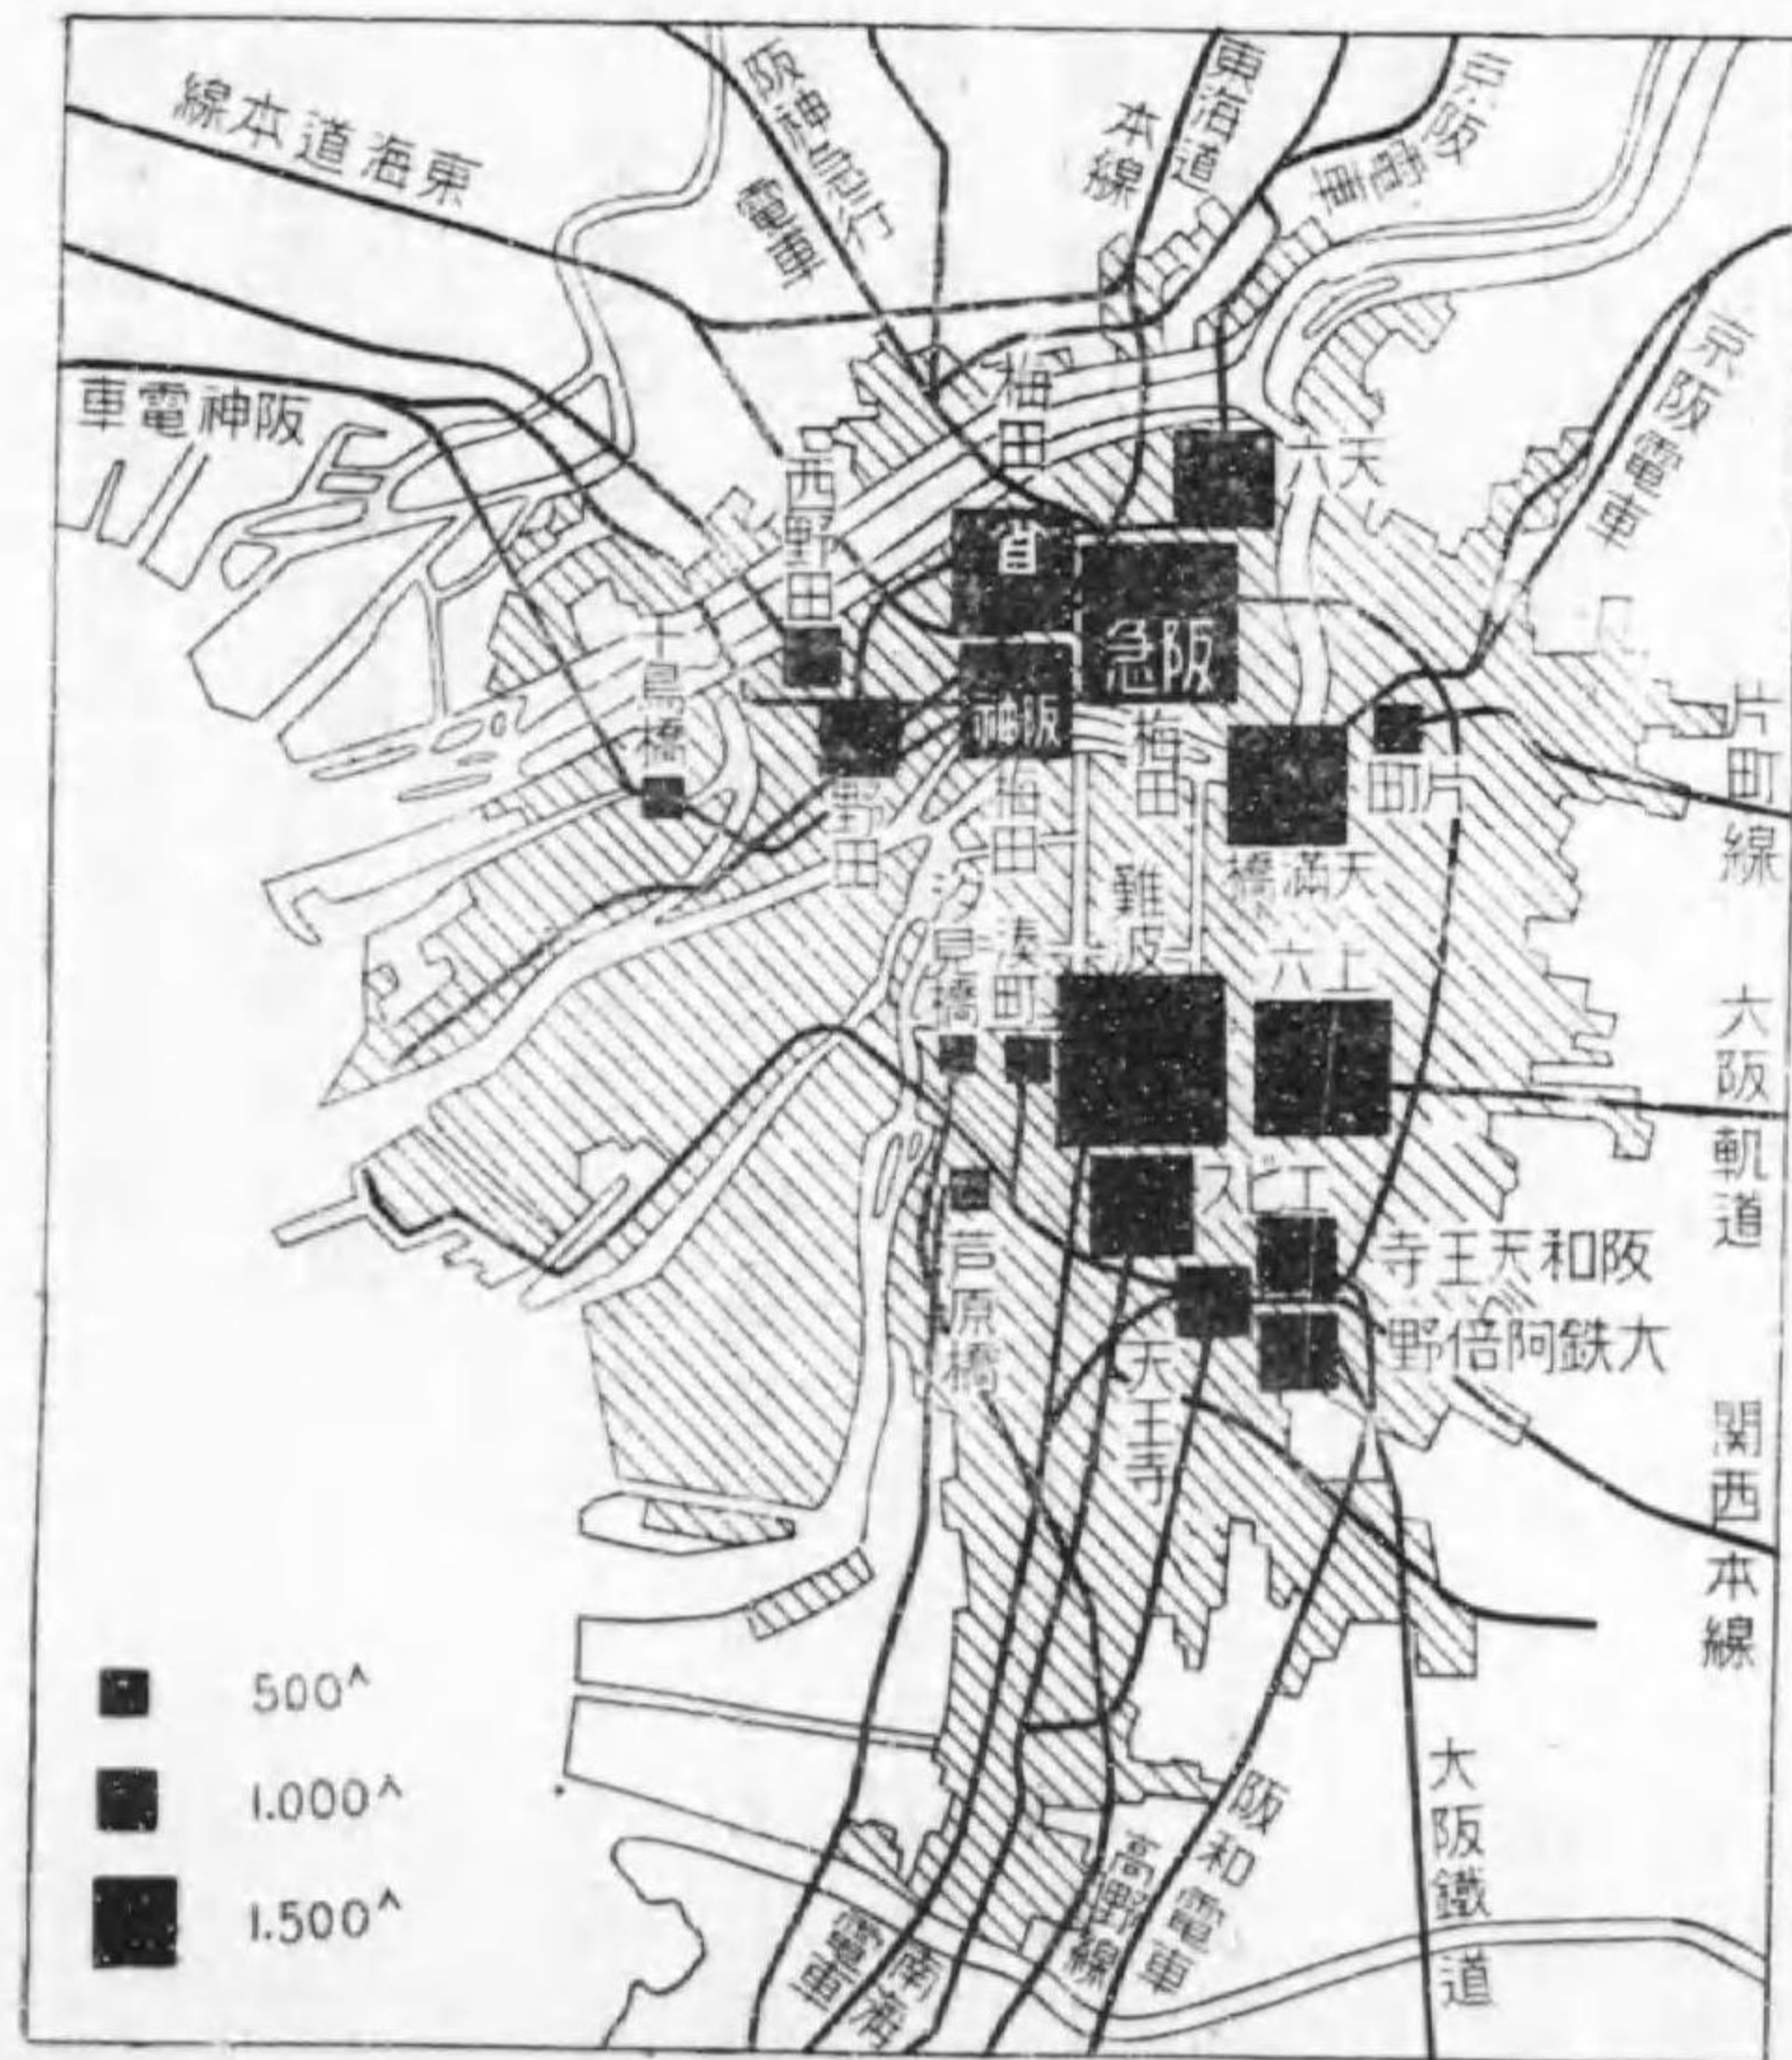 東海道本線
阪神急行
電車
東海道
本線
京阪
電車
阪神電車
京阪電車
西野田
梅田
省
阪急
梅田
阪神
梅田
天六
千鳥橋
野田
片町
天満橋
片町線
汐見橋
湊町
難波
上六
大阪軌道
芦原橋
エビス
阪和天王寺
大鉄阿倍野
天王寺
関西本線
500人
1.000人
1.500人
南海
電車
高野線
阪和電車
大阪鐵道